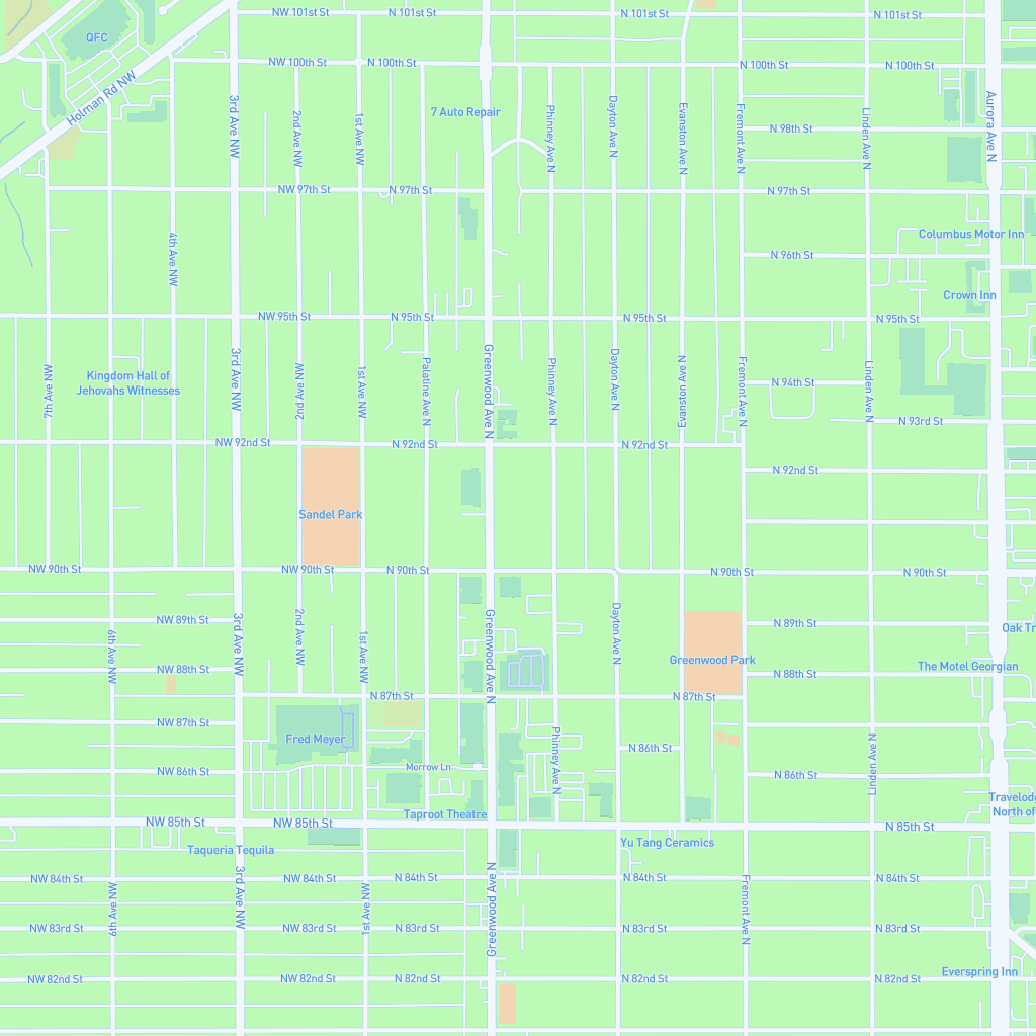 NW 101st St
N 101st St
N 101st St
N 101st St
QFC
NW 100th St
N 100th St
N 100th St
N 100th St
Holman Rd NW
7 Auto Repair
3rd Ave NW
2nd Ave NW
1st Ave NW
Phinney Ave N
Dayton Ave N
Evanston Ave N
Fremont Ave N
Linden Ave N
Aurora Ave N
N 98th St
NW 97th St
N 97th St
N 97th St
4th Ave NW
Columbus Motor Inn
N 96th St
Crown Inn
NW 95th St
N 95th St
N 95th St
N 95th St
7th Ave NW
Kingdom Hall of
Jehovahs Witnesses
3rd Ave NW
2nd Ave NW
1st Ave NW
Palatine Ave N
Greenwood Ave N
Phinney Ave N
Dayton Ave N
Evanston Ave N
Fremont Ave N
Linden Ave N
N 94th St
N 93rd St
NW 92nd St
N 92nd St
N 92nd St
N 92nd St
Sandel Park
NW 90th St
NW 90th St
N 90th St
N 90th St
N 90th St
NW 89th St
N 89th St
Oak Tr
6th Ave NW
3rd Ave NW
2nd Ave NW
1st Ave NW
Greenwood Ave N
Dayton Ave N
Greenwood Park
The Motel Georgian
NW 88th St
N 88th St
N 87th St
N 87th St
NW 87th St
Fred Meyer
Phinney Ave N
N 86th St
Linden Ave N
NW 86th St
Morrow Ln
N 86th St
Travelodg
North of
Taproot Theatre
NW 85th St
NW 85th St
N 85th St
Taqueria Tequila
Yu Tang Ceramics
NW 84th St
NW 84th St
N 84th St
N 84th St
N 84th St
6th Ave NW
3rd Ave NW
1st Ave NW
Greenwood Ave N
Fremont Ave N
NW 83rd St
NW 83rd St
N 83rd St
N 83rd St
N 83rd St
Everspring Inn
NW 82nd St
NW 82nd St
N 82nd St
N 82nd St
N 82nd St